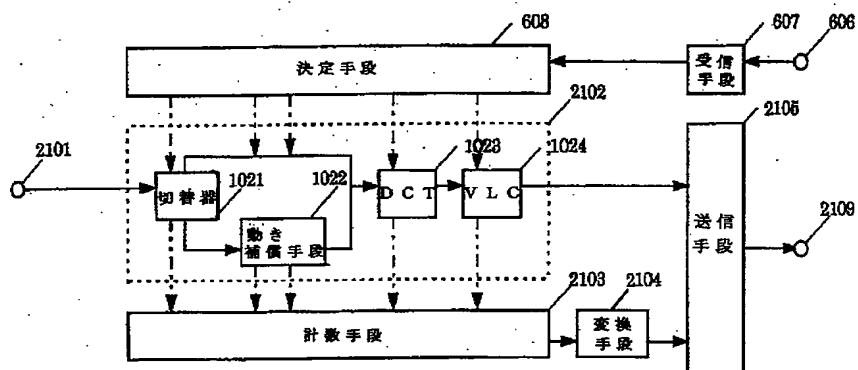 608
607
606
決定手段
受信
手段
2102
2105
2101
1023
1024
1021
1022
切替器
DCT
VLC
動き
補償手段
送信
手段
2109
2103
2104
計数手段
変換
手段